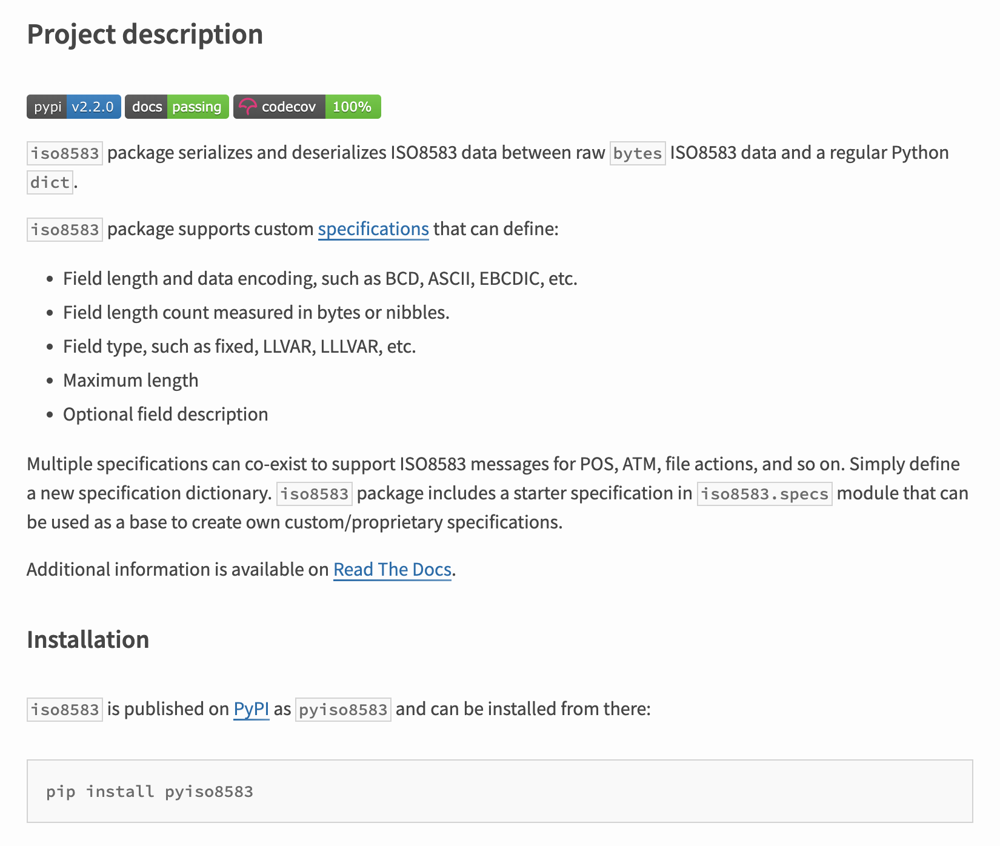 Project description
pypi v2.2.0 docs passing codecov 100%
iso8583 package serializes and deserializes ISO8583 data between raw bytes ISO8583 data and a regular Python
dict.
iso8583 package supports custom specifications that can define:
• Field length and data encoding, such as BCD, ASCII, EBCDIC, etc.
• Field length count measured in bytes or nibbles.
• Field type, such as fixed, LLVAR, LLLVAR, etc.
• Maximum length
• Optional field description
Multiple specifications can co-exist to support ISO8583 messages for POS, ATM, file actions, and so on. Simply define
a new specification dictionary. iso8583 package includes a starter specification in iso8583.specs module that can
be used as a base to create own custom/proprietary specifications.
Additional information is available on Read The Docs.
Installation
iso8583 is published on PyPI as pyiso8583 and can be installed from there:
pip install pyiso8583